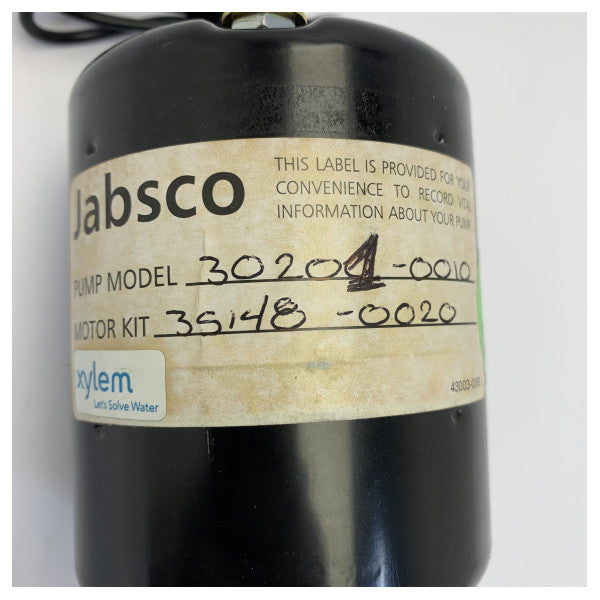 Jabsco
THIS LABEL IS PROVIDED FOR YOUR
CONVENIENCE TO RECORD VITAL
INFORMATION ABOUT YOUR PUMP
PUMP MODEL 30201-0010
MOTOR KIT 35148-0020
xylem
Let's Solve Water